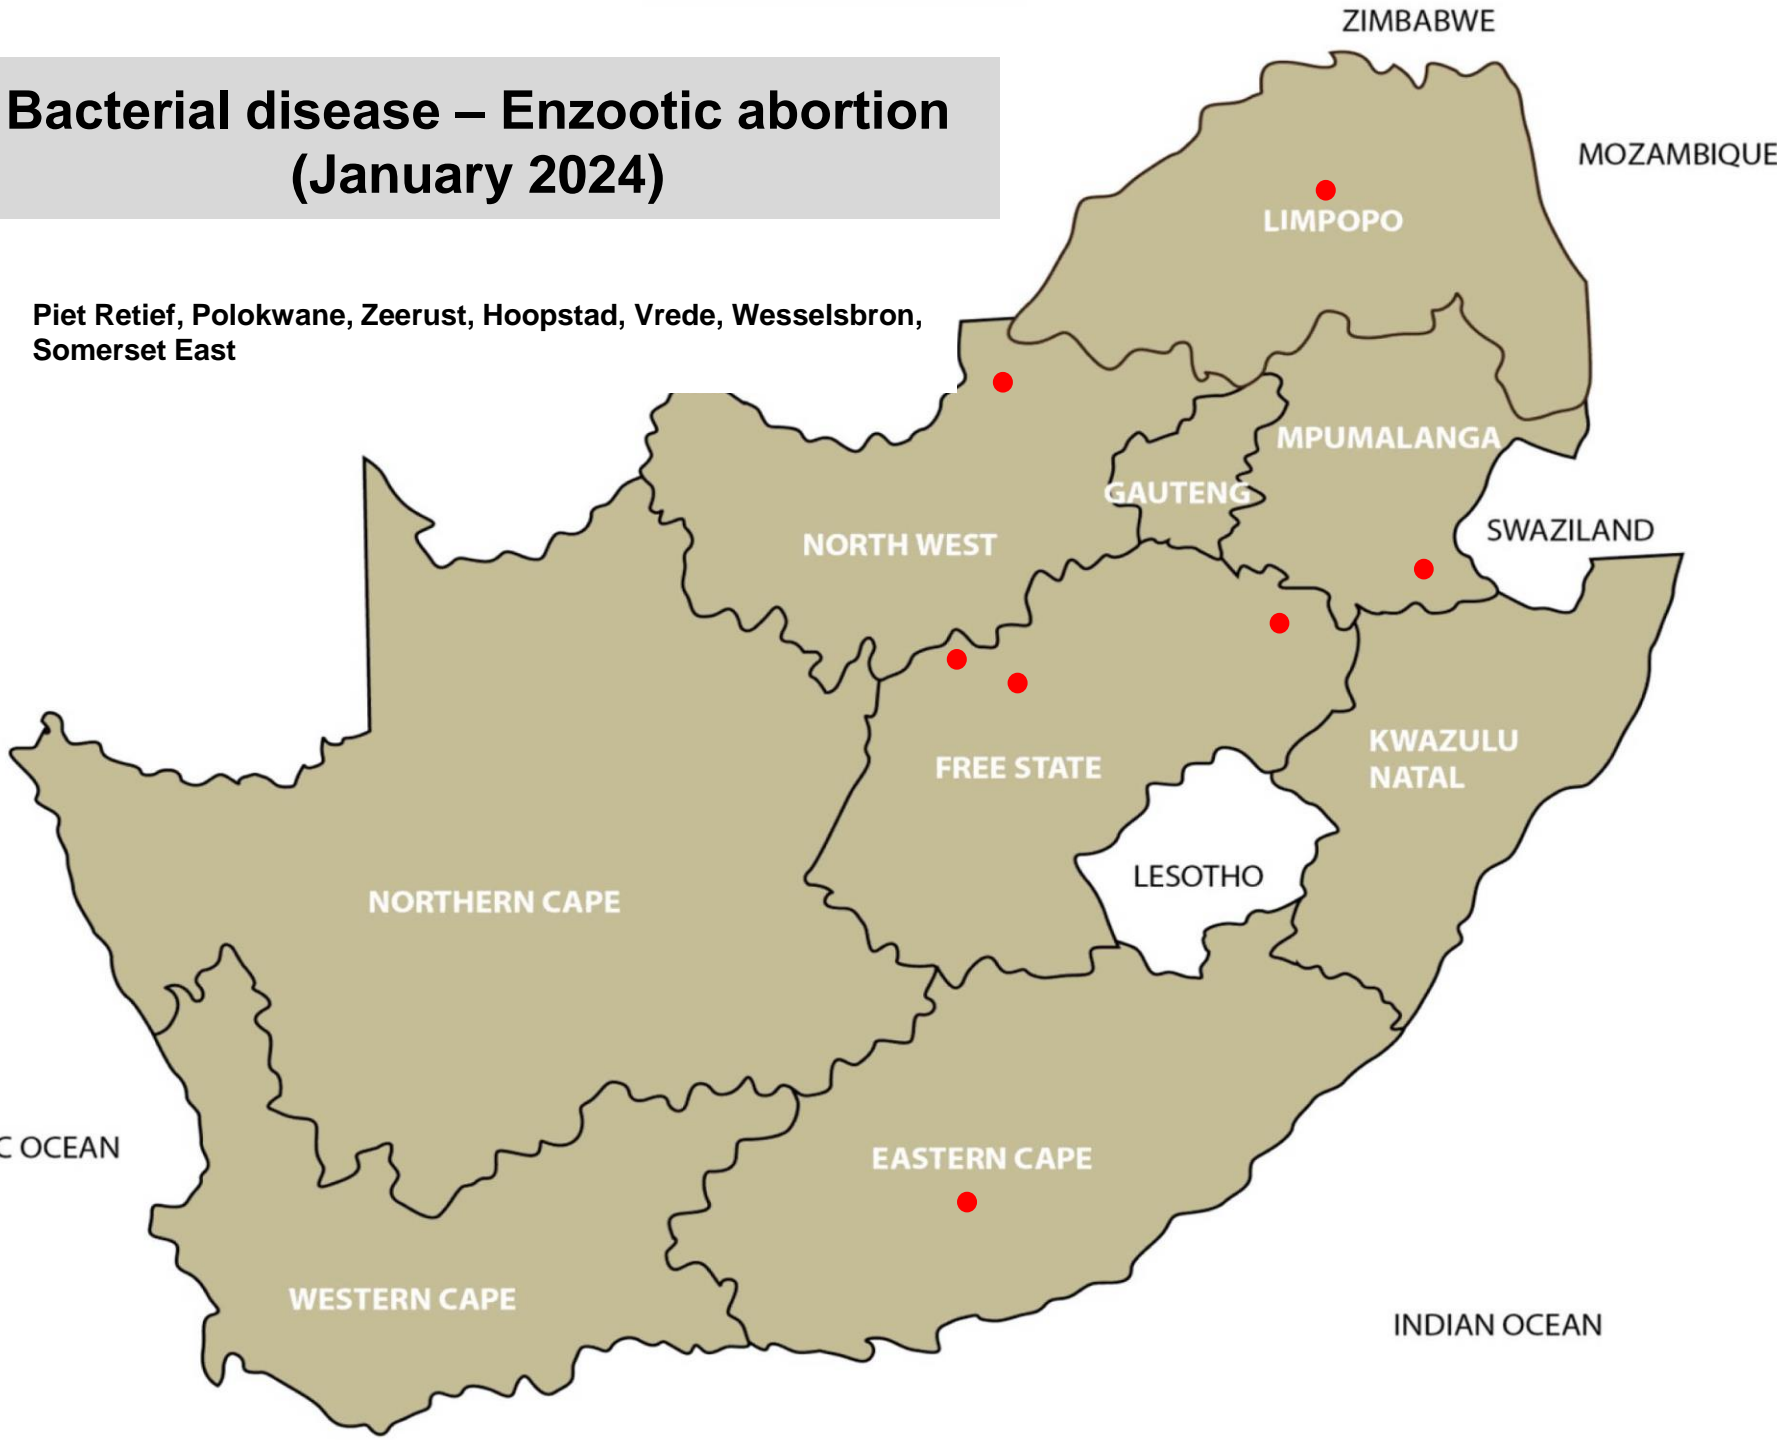 ZIMBABWE
Bacterial disease – Enzootic abortion
(January 2024)
MOZAMBIQUE
LIMPOPO
Piet Retief, Polokwane, Zeerust, Hoopstad, Vrede, Wesselsbron,
Somerset East
MPUMALANGA
GAUTENG
SWAZILAND
NORTH WEST
KWAZULU
NATAL
FREE STATE
LESOTHO
NORTHERN CAPE
C OCEAN
EASTERN CAPE
WESTERN CAPE
INDIAN OCEAN